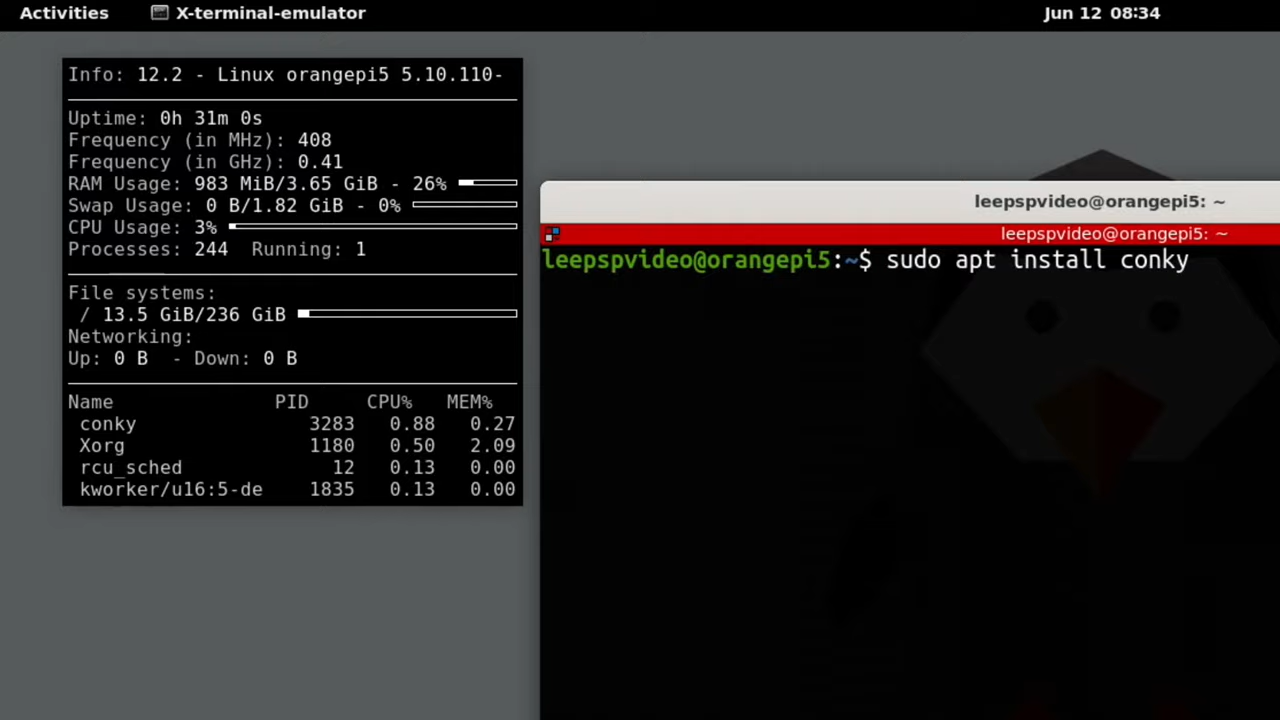 Activities X-terminal-emulator Jun 12 08:34
Info: 12.2 - Linux orangepi5 5.10.110-
Uptime: 0h 31m 0s
Frequency (in MHz): 408
Frequency (in GHz): 0.41
RAM Usage: 983 MiB/3.65 GiB - 26%
Swap Usage: 0 B/1.82 GiB - 0%
CPU Usage: 3%
Processes: 244  Running: 1
File systems:
/ 13.5 GiB/236 GiB
Networking:
Up: 0 B  - Down: 0 B
Name PID CPU% MEM%
conky 3283 0.88 0.27
Xorg 1180 0.50 2.09
rcu_sched 12 0.13 0.00
kworker/u16:5-de 1835 0.13 0.00
leepspvideo@orangepi5: ~
leepspvideo@orangepi5: ~
leepspvideo@orangepi5:~$ sudo apt install conky